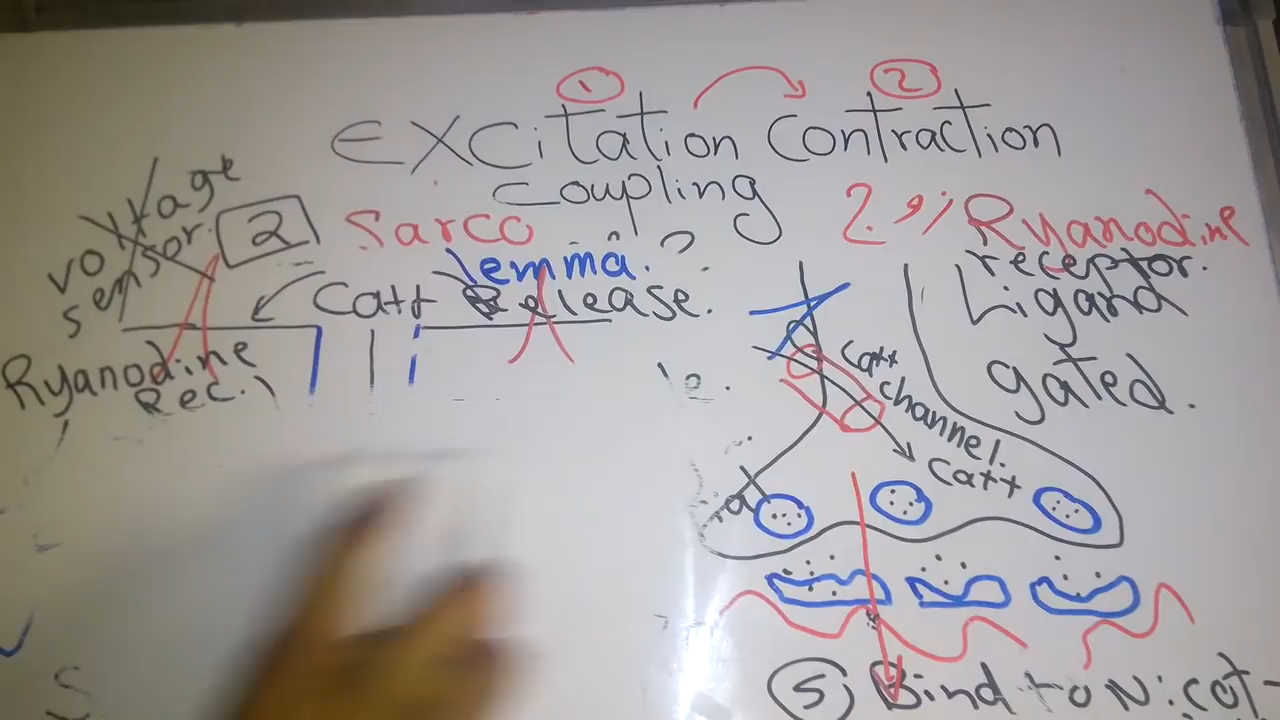 1 2
Excitation Contraction
Coupling
Voltage
sensor.
2
Sarco
lemma. ?
Ca++ Release.
Ryanodine
Rec.
2.
Ryanodine
receptor.
Ligand
gated.
Ca++
channel.
Ca++
5 Bind to Nicot-